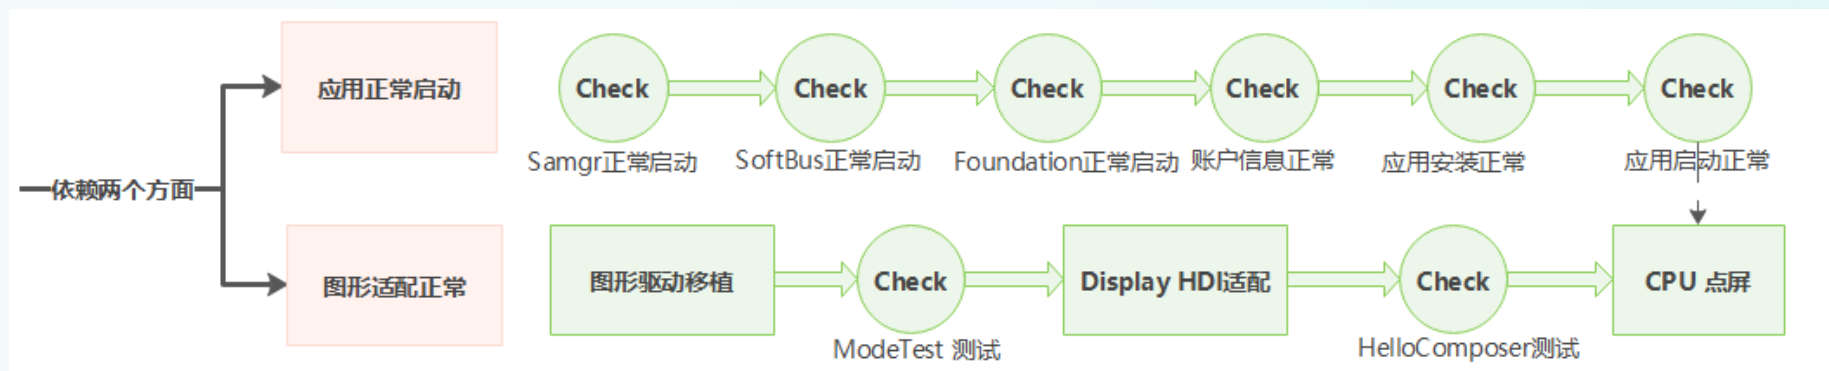 应用正常启动
Check
Check
Check
Check
Check
Check
Samgr正常启动
SoftBus正常启动
Foundation正常启动
账户信息正常
应用安装正常
应用启动正常
依赖两个方面
图形适配正常
图形驱动移植
Check
Display HDI适配
Check
CPU 点屏
ModeTest 测试
HelloComposer测试